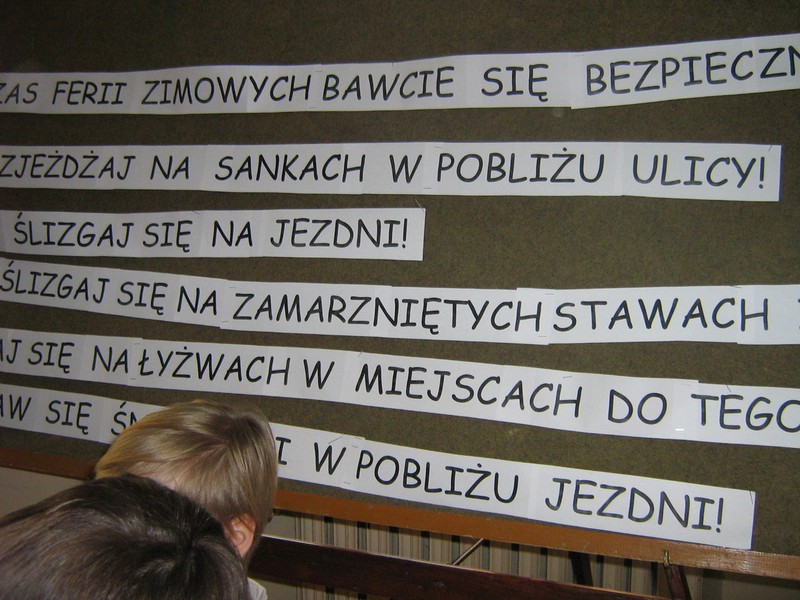 ZAS FERII ZIMOWYCH BAWCIE SIĘ BEZPIECZN
ZJEŻDŻAJ NA SANKACH W POBLIŻU ULICY!
ŚLIZGAJ SIĘ NA JEZDNI!
ŚLIZGAJ SIĘ NA ZAMARZNIĘTYCH STAWACH
AJ SIĘ NA ŁYŻWACH W MIEJSCACH DO TEGO
AW SIĘ ŚN I W POBLIŻU JEZDNI!